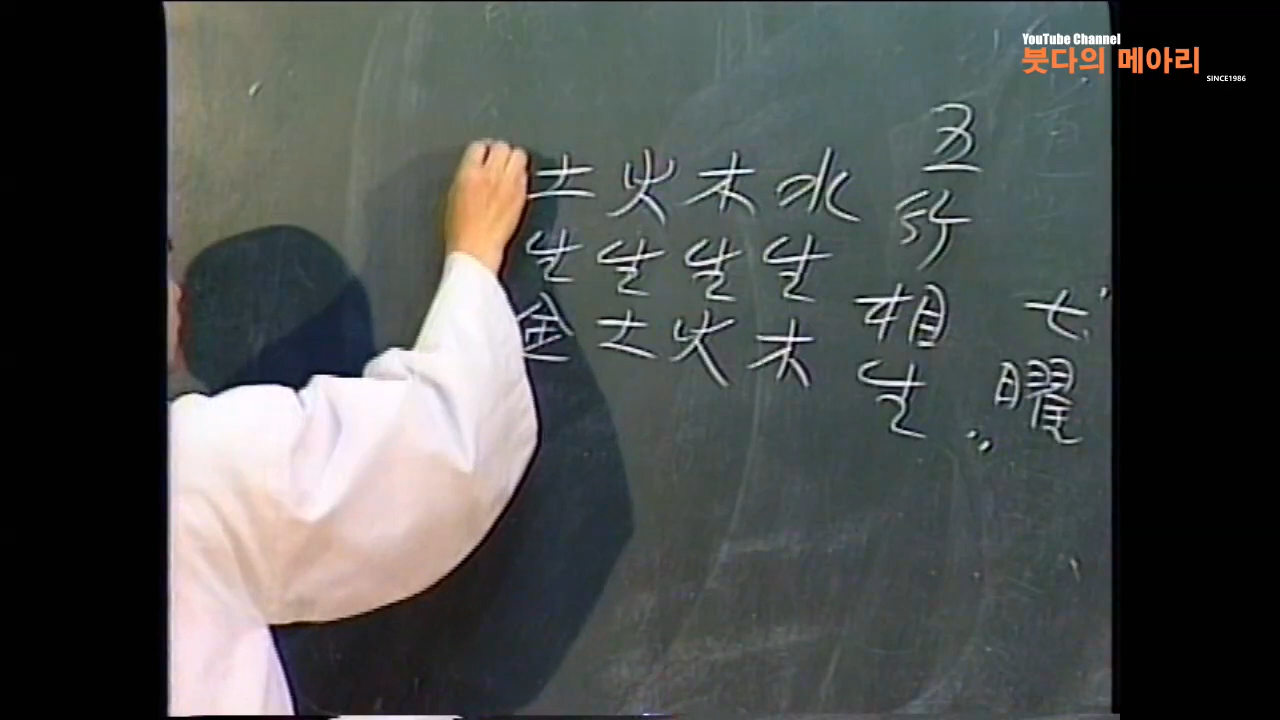 YouTube Channel
붓다의 메아리
SINCE1986
七曜
五行相生
水生木
木生火
火生土
土生金